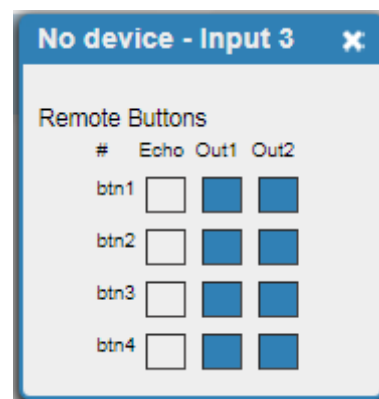 No device - Input 3
Remote Buttons
# Echo Out1 Out2
btn1
btn2
btn3
btn4